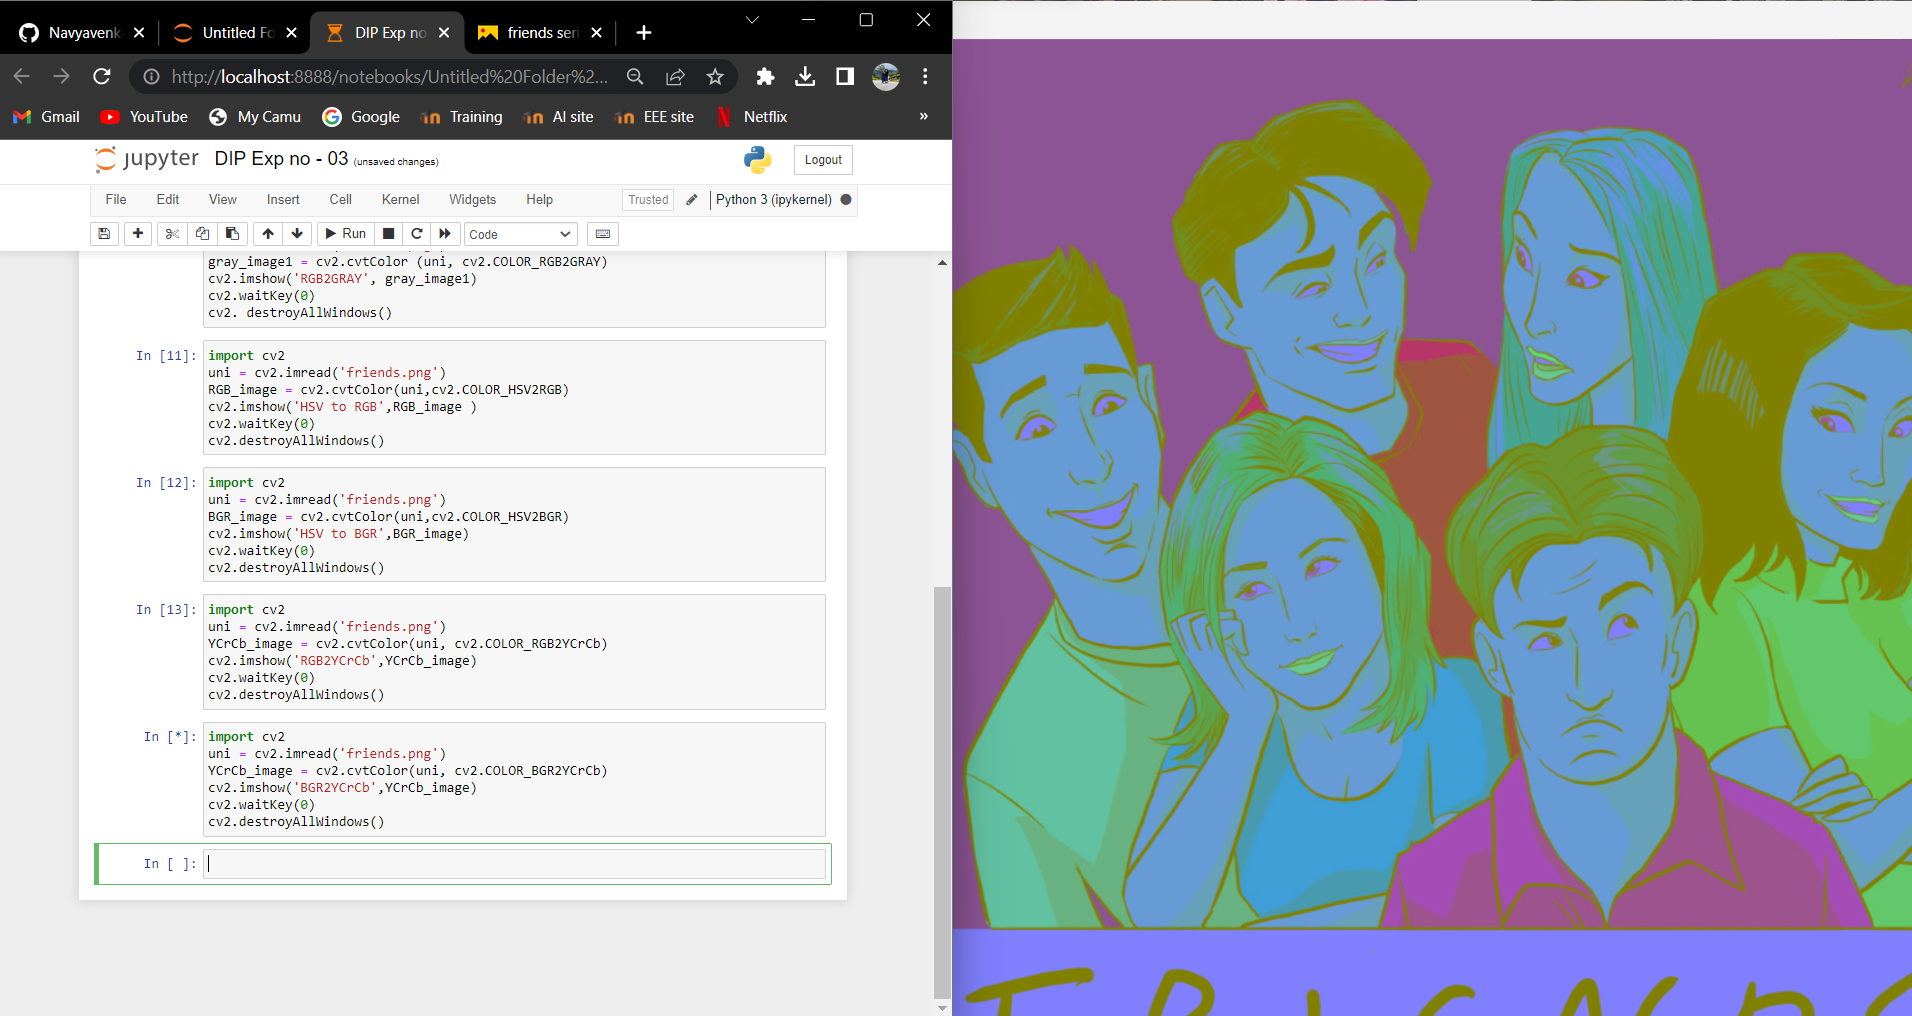 Navyavenk
Untitled Fo
DIP Exp no
friends seri
http://localhost:8888/notebooks/Untitled%20Folder%2...
Gmail
YouTube
My Camu
Google
Training
AI site
EEE site
Netflix
»
jupyter
DIP Exp no - 03 (unsaved changes)
Logout
File
Edit
View
Insert
Cell
Kernel
Widgets
Help
Trusted
Python 3 (ipykernel)
Run
Code
gray_image1 = cv2.cvtColor (uni, cv2.COLOR_RGB2GRAY)
cv2.imshow('RGB2GRAY', gray_image1)
cv2.waitKey(0)
cv2. destroyAllWindows()
In [11]:
import cv2
uni = cv2.imread('friends.png')
RGB_image = cv2.cvtColor(uni,cv2.COLOR_HSV2RGB)
cv2.imshow('HSV to RGB',RGB_image )
cv2.waitKey(0)
cv2.destroyAllWindows()
In [12]:
import cv2
uni = cv2.imread('friends.png')
BGR_image = cv2.cvtColor(uni,cv2.COLOR_HSV2BGR)
cv2.imshow('HSV to BGR',BGR_image)
cv2.waitKey(0)
cv2.destroyAllWindows()
In [13]:
import cv2
uni = cv2.imread('friends.png')
YCrCb_image = cv2.cvtColor(uni, cv2.COLOR_RGB2YCrCb)
cv2.imshow('RGB2YCrCb',YCrCb_image)
cv2.waitKey(0)
cv2.destroyAllWindows()
In [*]:
import cv2
uni = cv2.imread('friends.png')
YCrCb_image = cv2.cvtColor(uni, cv2.COLOR_BGR2YCrCb)
cv2.imshow('BGR2YCrCb',YCrCb_image)
cv2.waitKey(0)
cv2.destroyAllWindows()
In [ ]: